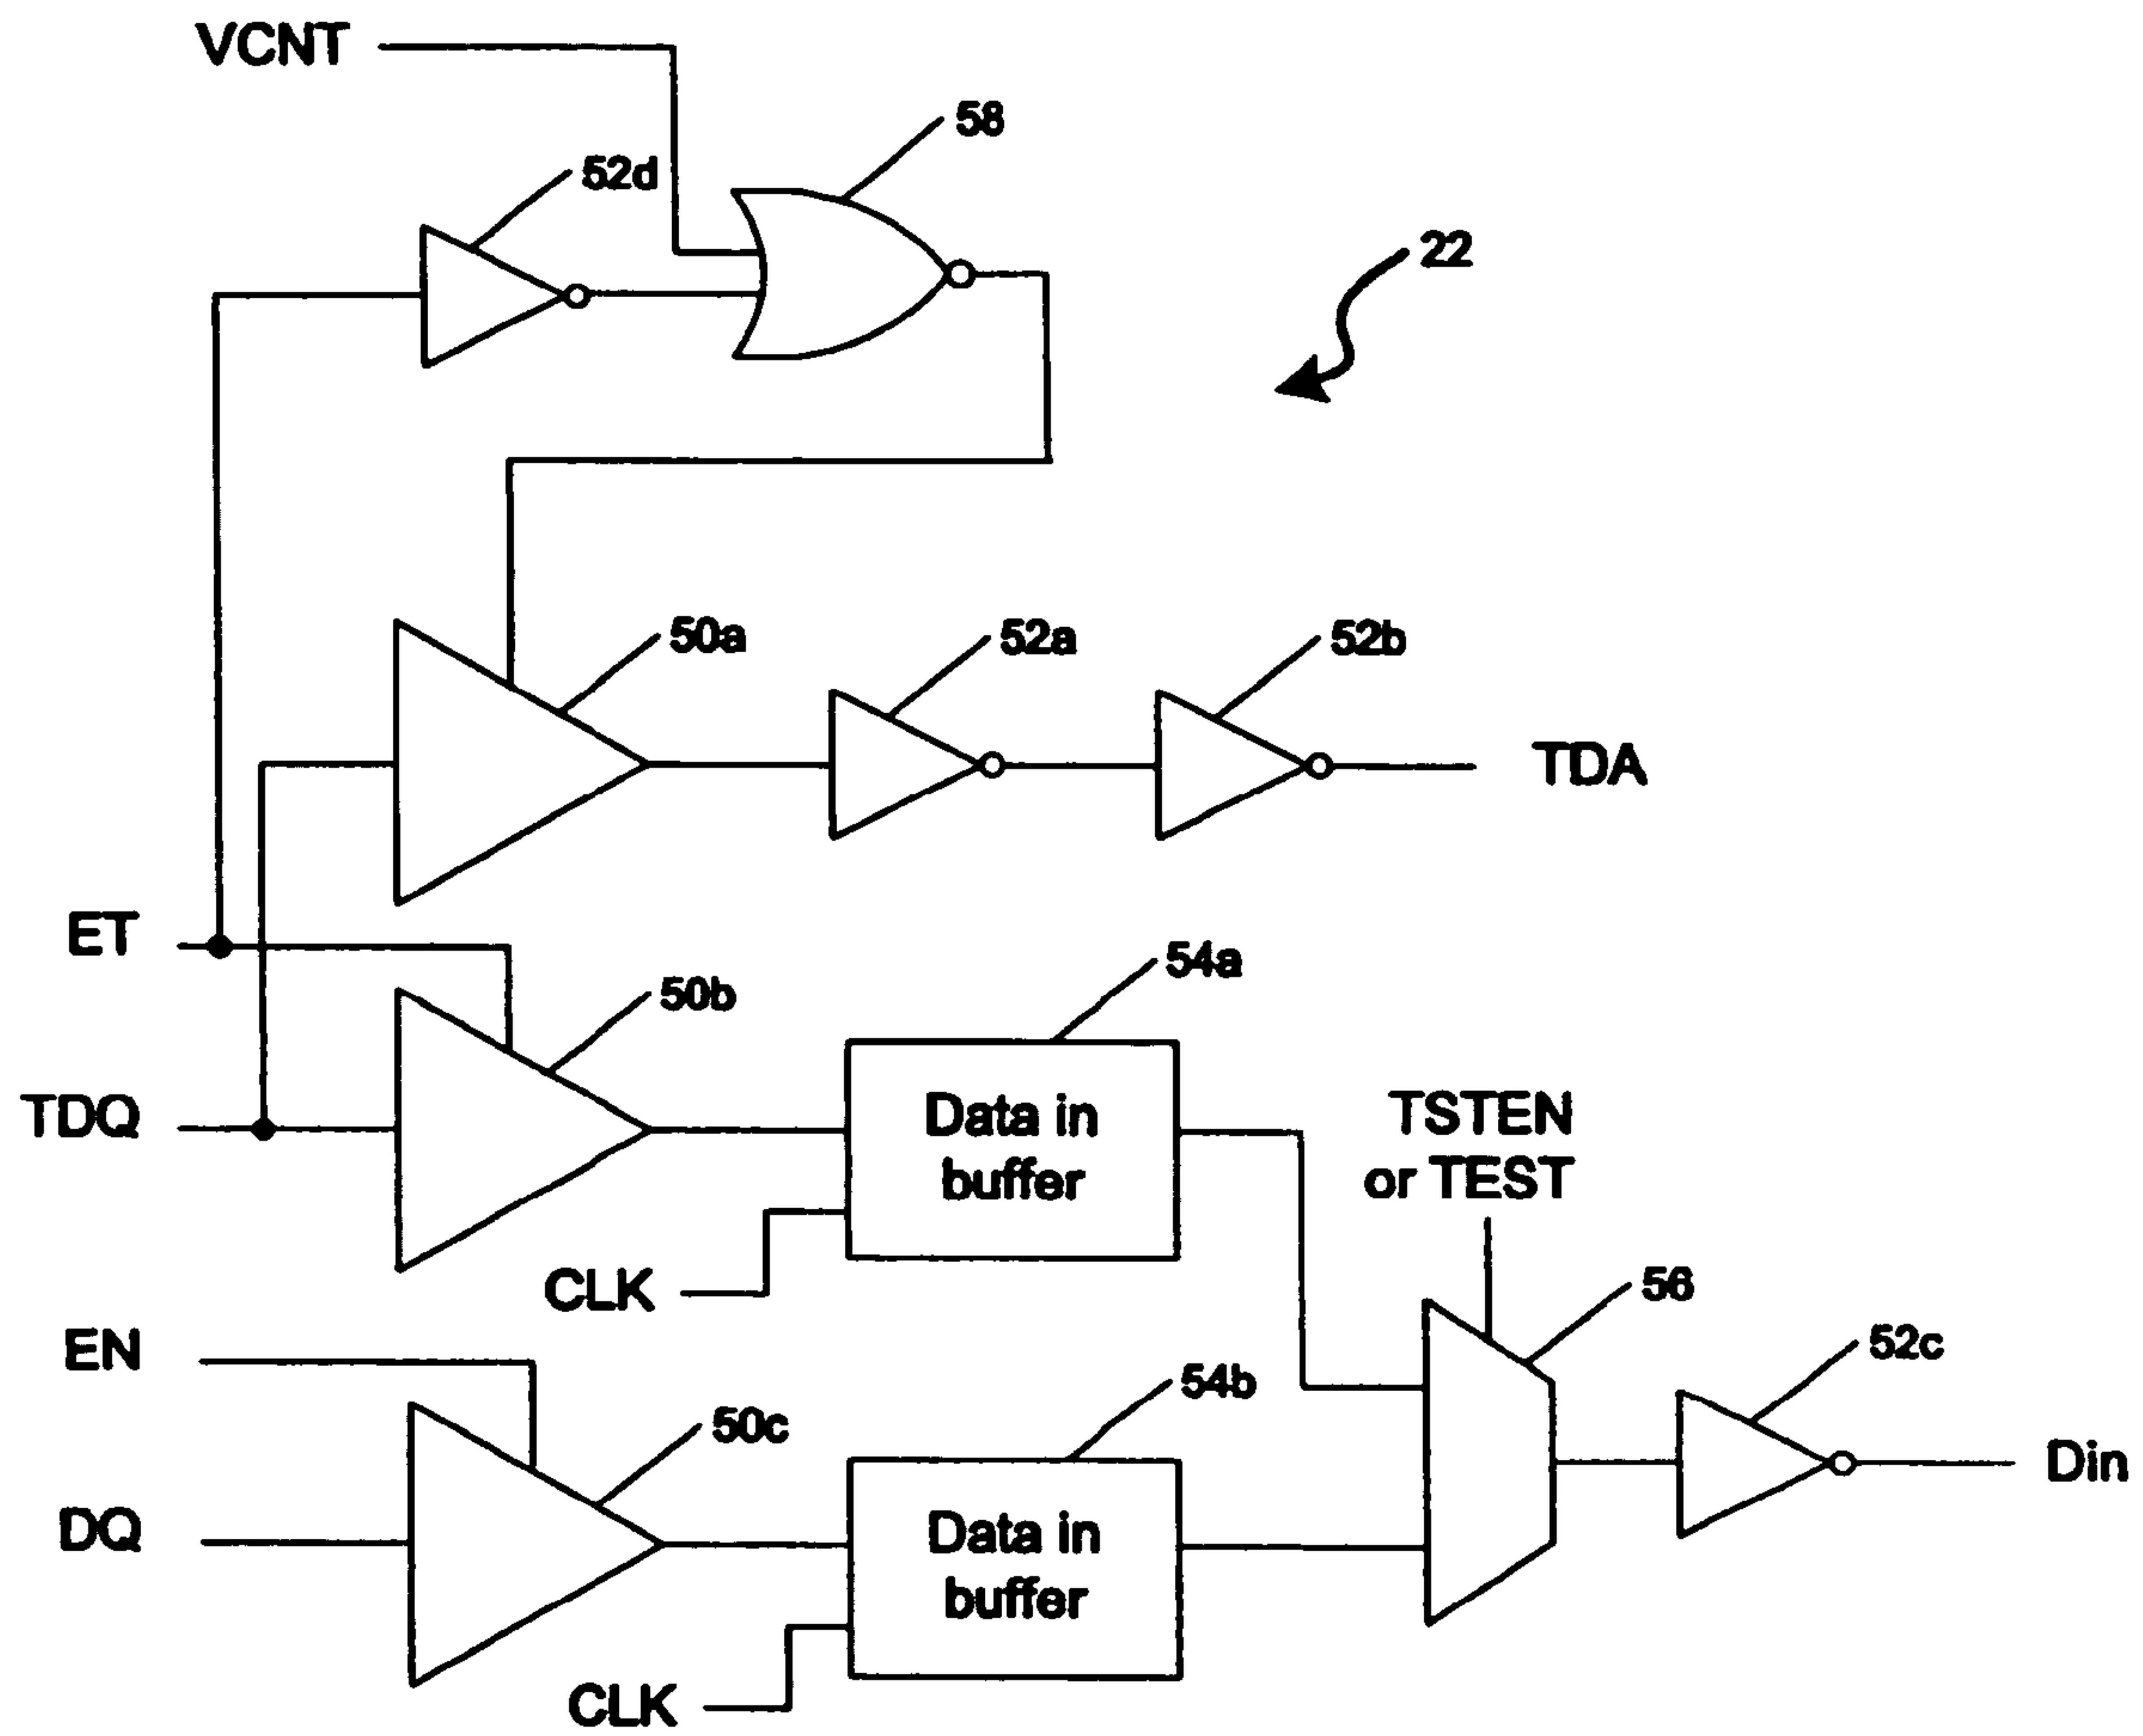 VCNT
58
52d
22
50a
52a
52b
TDA
ET
54a
50b
TDQ
Data in
buffer
TSTEN
or TEST
CLK
56
EN
52c
54b
50c
Din
DQ
Data in
buffer
CLK